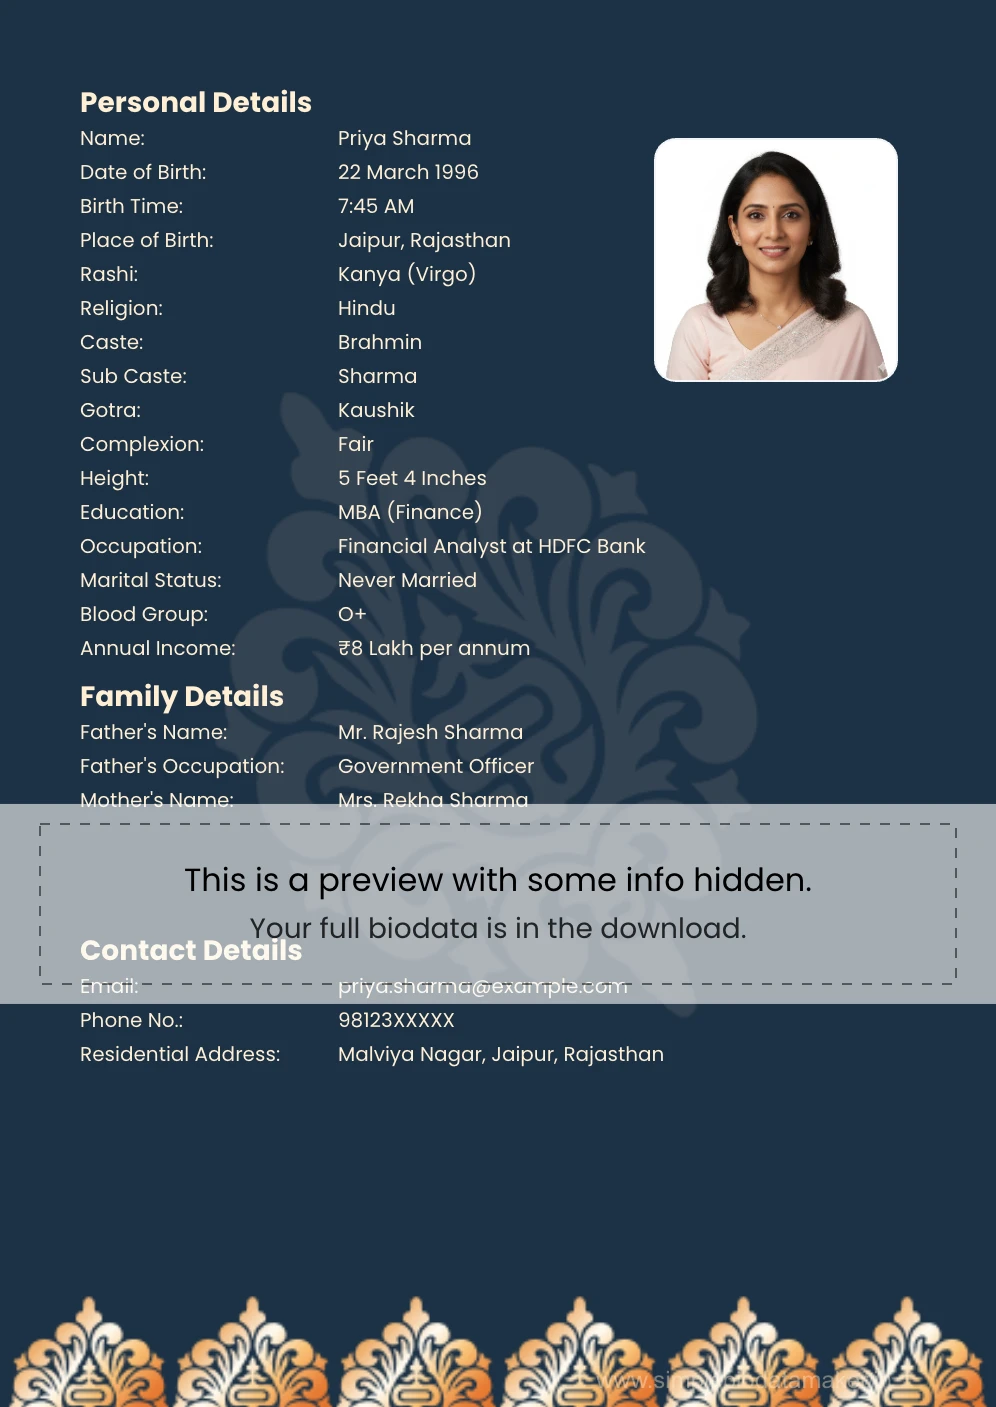 Personal Details
Name: Priya Sharma
Date of Birth: 22 March 1996
Birth Time: 7:45 AM
Place of Birth: Jaipur, Rajasthan
Rashi: Kanya (Virgo)
Religion: Hindu
Caste: Brahmin
Sub Caste: Sharma
Gotra: Kaushik
Complexion: Fair
Height: 5 Feet 4 Inches
Education: MBA (Finance)
Occupation: Financial Analyst at HDFC Bank
Marital Status: Never Married
Blood Group: O+
Annual Income: ₹8 Lakh per annum
Family Details
Father's Name: Mr. Rajesh Sharma
Father's Occupation: Government Officer
Mother's Name: Mrs. Rekha Sharma
This is a preview with some info hidden.
Your full biodata is in the download.
Contact Details
Email: priya.sharma@example.com
Phone No.: 98123XXXXX
Residential Address: Malviya Nagar, Jaipur, Rajasthan